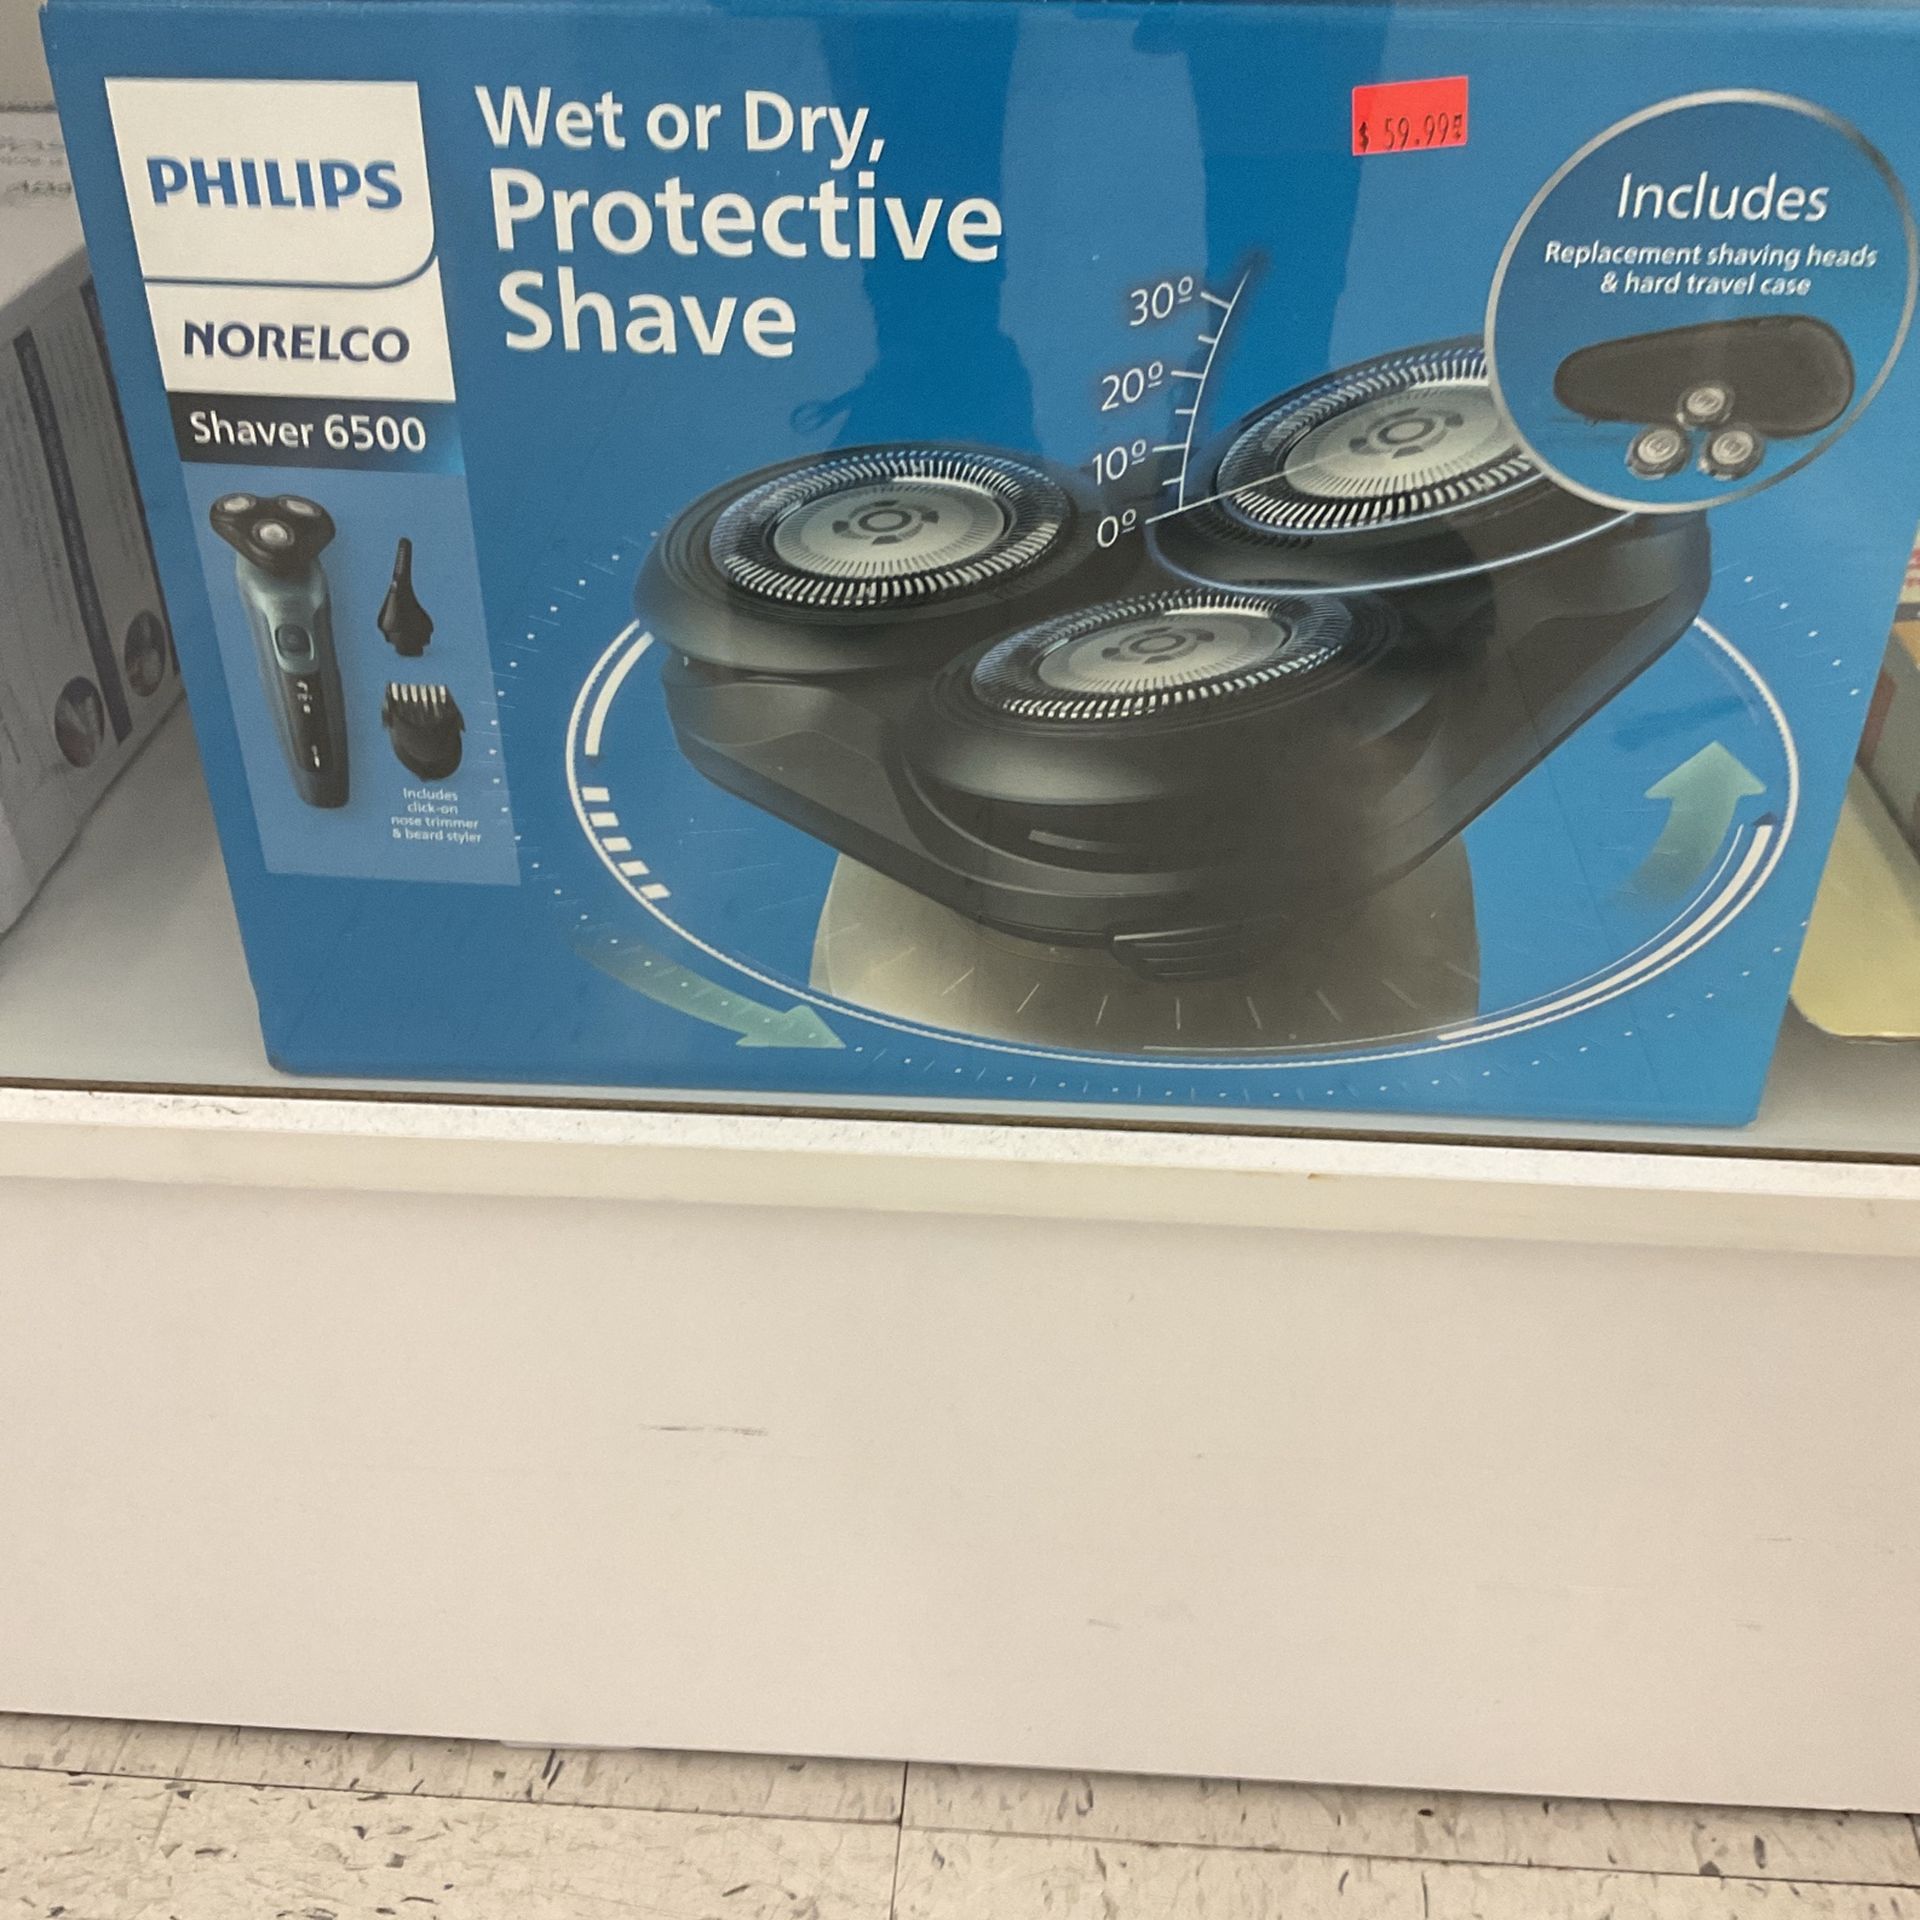 PHILIPS
NORELCO
Shaver 6500
Wet or Dry,
Protective
Shave
$ 59.99
Includes
Replacement shaving heads
& hard travel case
30º
20º
10º
0º
Includes
click-on
nose trimmer
& beard styler